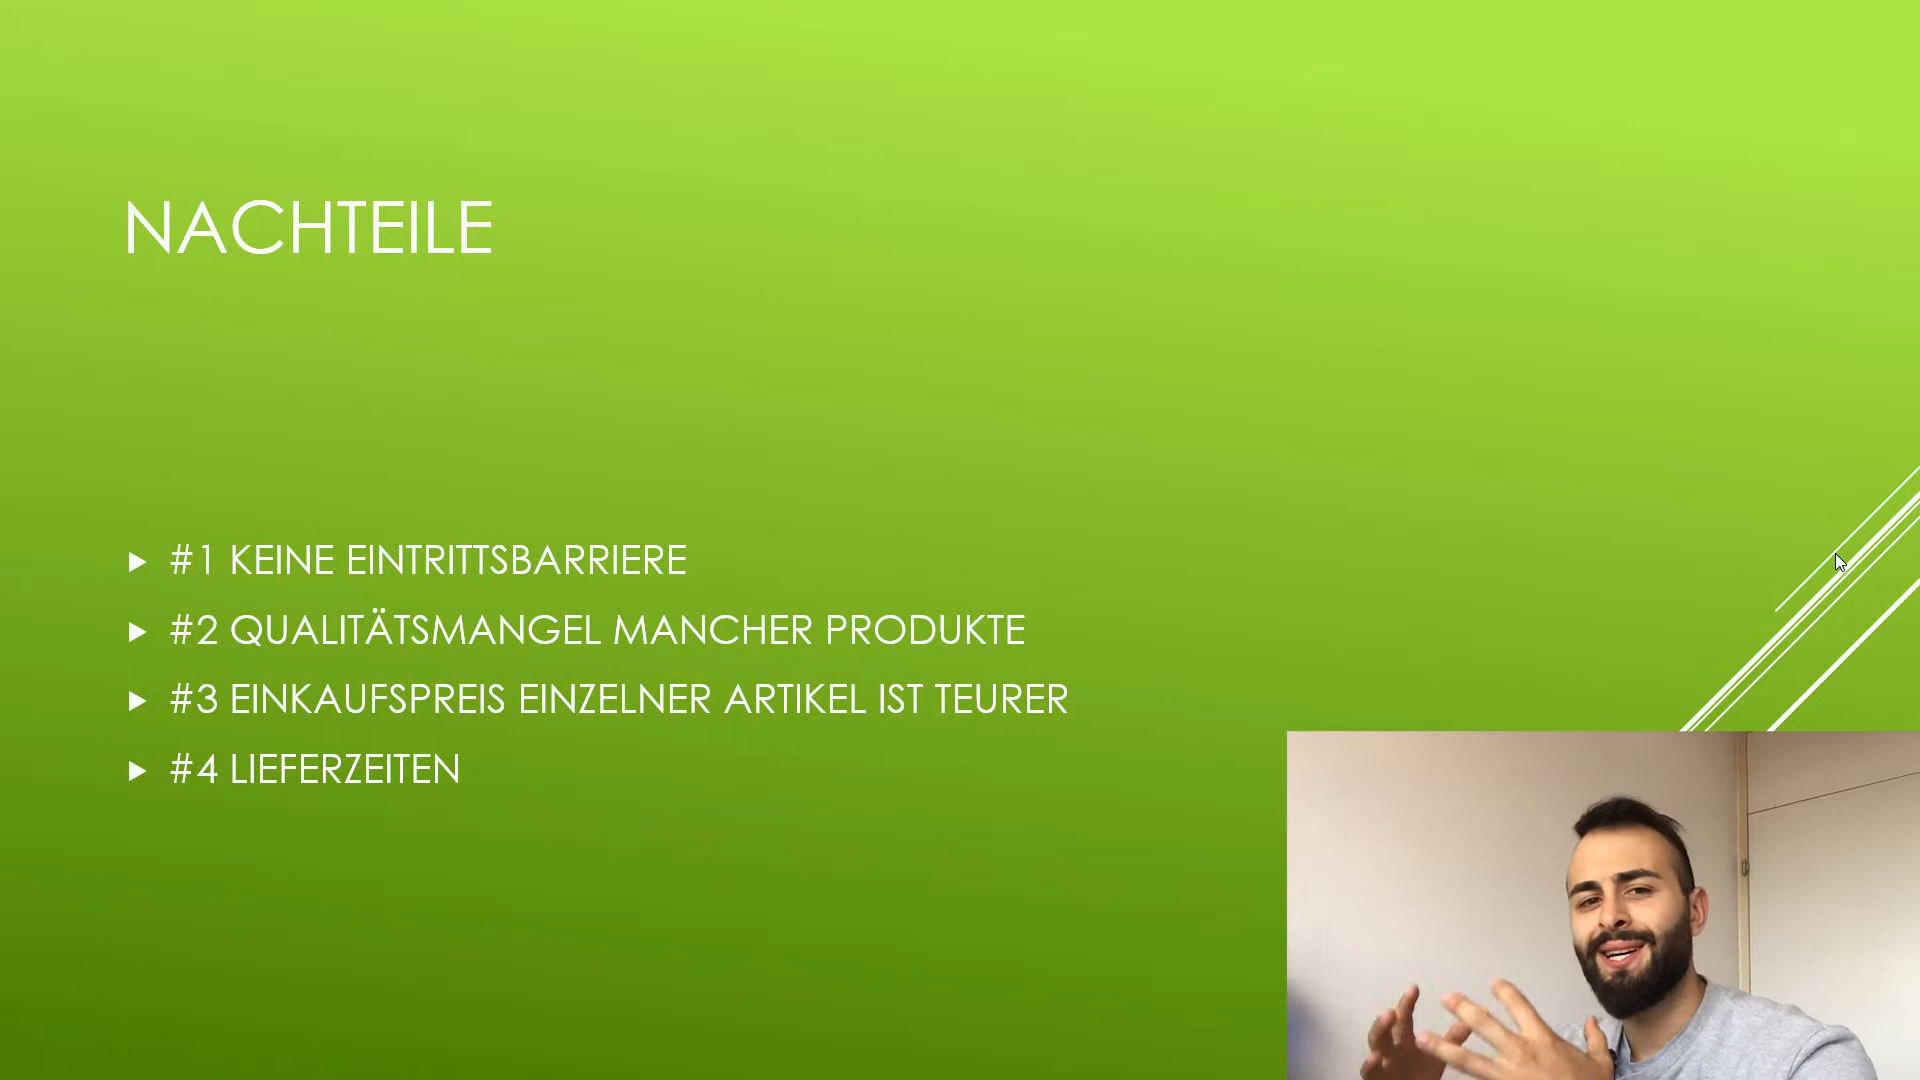 NACHTEILE
#1 KEINE EINTRITTSBARRIERE
#2 QUALITÄTSMANGEL MANCHER PRODUKTE
#3 EINKAUFSPREIS EINZELNER ARTIKEL IST TEURER
#4 LIEFERZEITEN